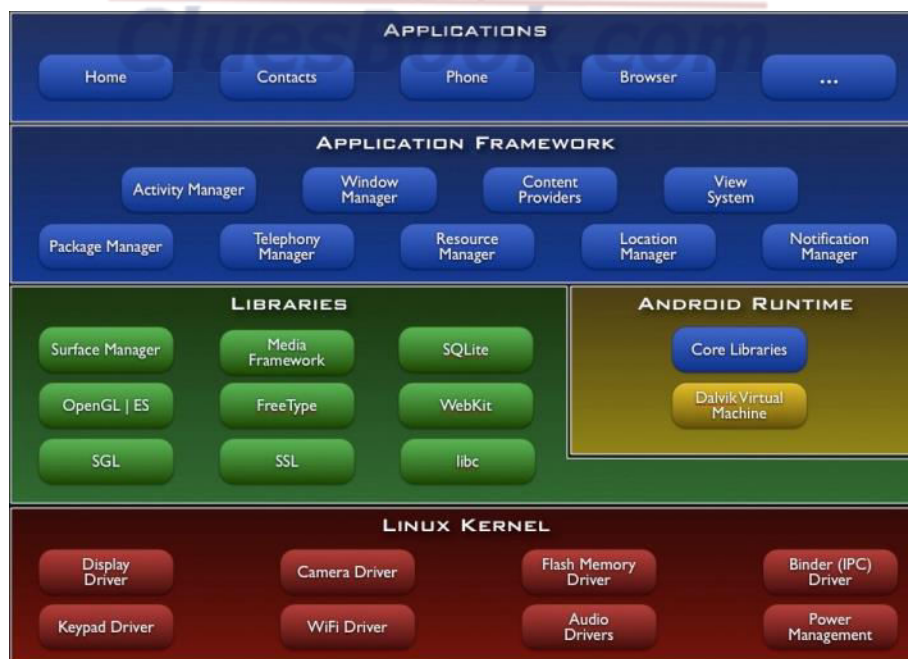 CluesBook.com
APPLICATIONS
Home
Contacts
Phone
Browser
...
APPLICATION FRAMEWORK
Activity Manager
Window
Manager
Content
Providers
View
System
Package Manager
Telephony
Manager
Resource
Manager
Location
Manager
Notification
Manager
LIBRARIES
Surface Manager
Media
Framework
SQLite
OpenGL | ES
FreeType
WebKit
SGL
SSL
libc
ANDROID RUNTIME
Core Libraries
Dalvik Virtual
Machine
LINUX KERNEL
Display
Driver
Camera Driver
Flash Memory
Driver
Binder (IPC)
Driver
Keypad Driver
WiFi Driver
Audio
Drivers
Power
Management